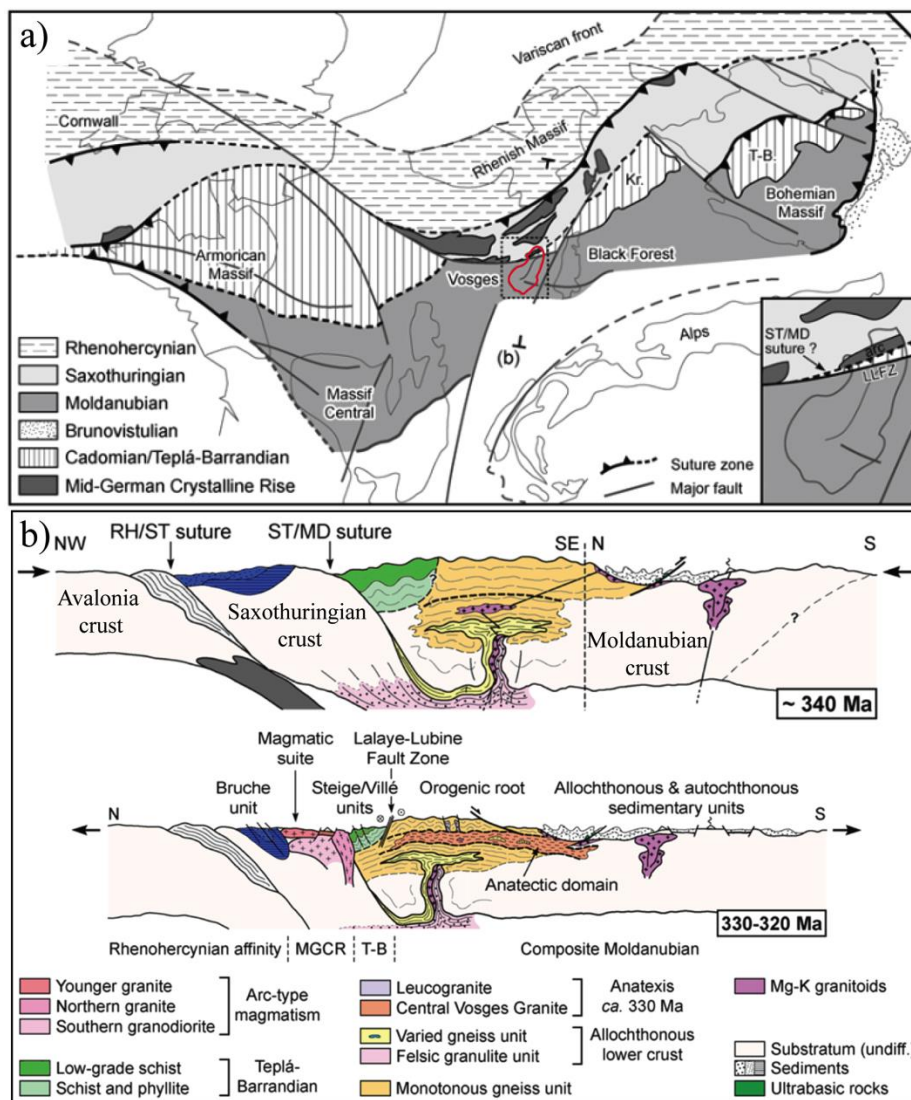 a)
Variscan front
Cornwall
Rhenish Massif
T-B.
Kr.
Bohemian
Massif
Armorican
Massif
Vosges
Black Forest
Rhenohercynian
Saxothuringian
Moldanubian
Brunovistulian
Cadomian/Teplá-Barrandian
Mid-German Crystalline Rise
Massif
Central
(b)
Alps
Suture zone
Major fault
ST/MD
suture ?
arc
LLFZ
b)
RH/ST suture
ST/MD suture
NW
SE
N
S
Avalonia
crust
Saxothuringian
crust
?
Moldanubian
crust
?
~ 340 Ma
Magmatic
suite
Lalaye-Lubine
Fault Zone
Bruche
unit
Steige/Villé
units
Orogenic root
Allochthonous & autochthonous
sedimentary units
N
S
Anatectic domain
330-320 Ma
Rhenohercynian affinity
MGCR
T-B
Composite Moldanubian
Younger granite
Northern granite
Southern granodiorite
Arc-type
magmatism
Low-grade schist
Schist and phyllite
Teplá-
Barrandian
Leucogranite
Central Vosges Granite
Anatexis
ca. 330 Ma
Varied gneiss unit
Felsic granulite unit
Allochthonous
lower crust
Monotonous gneiss unit
Mg-K granitoids
Substratum (undiff.)
Sediments
Ultrabasic rocks